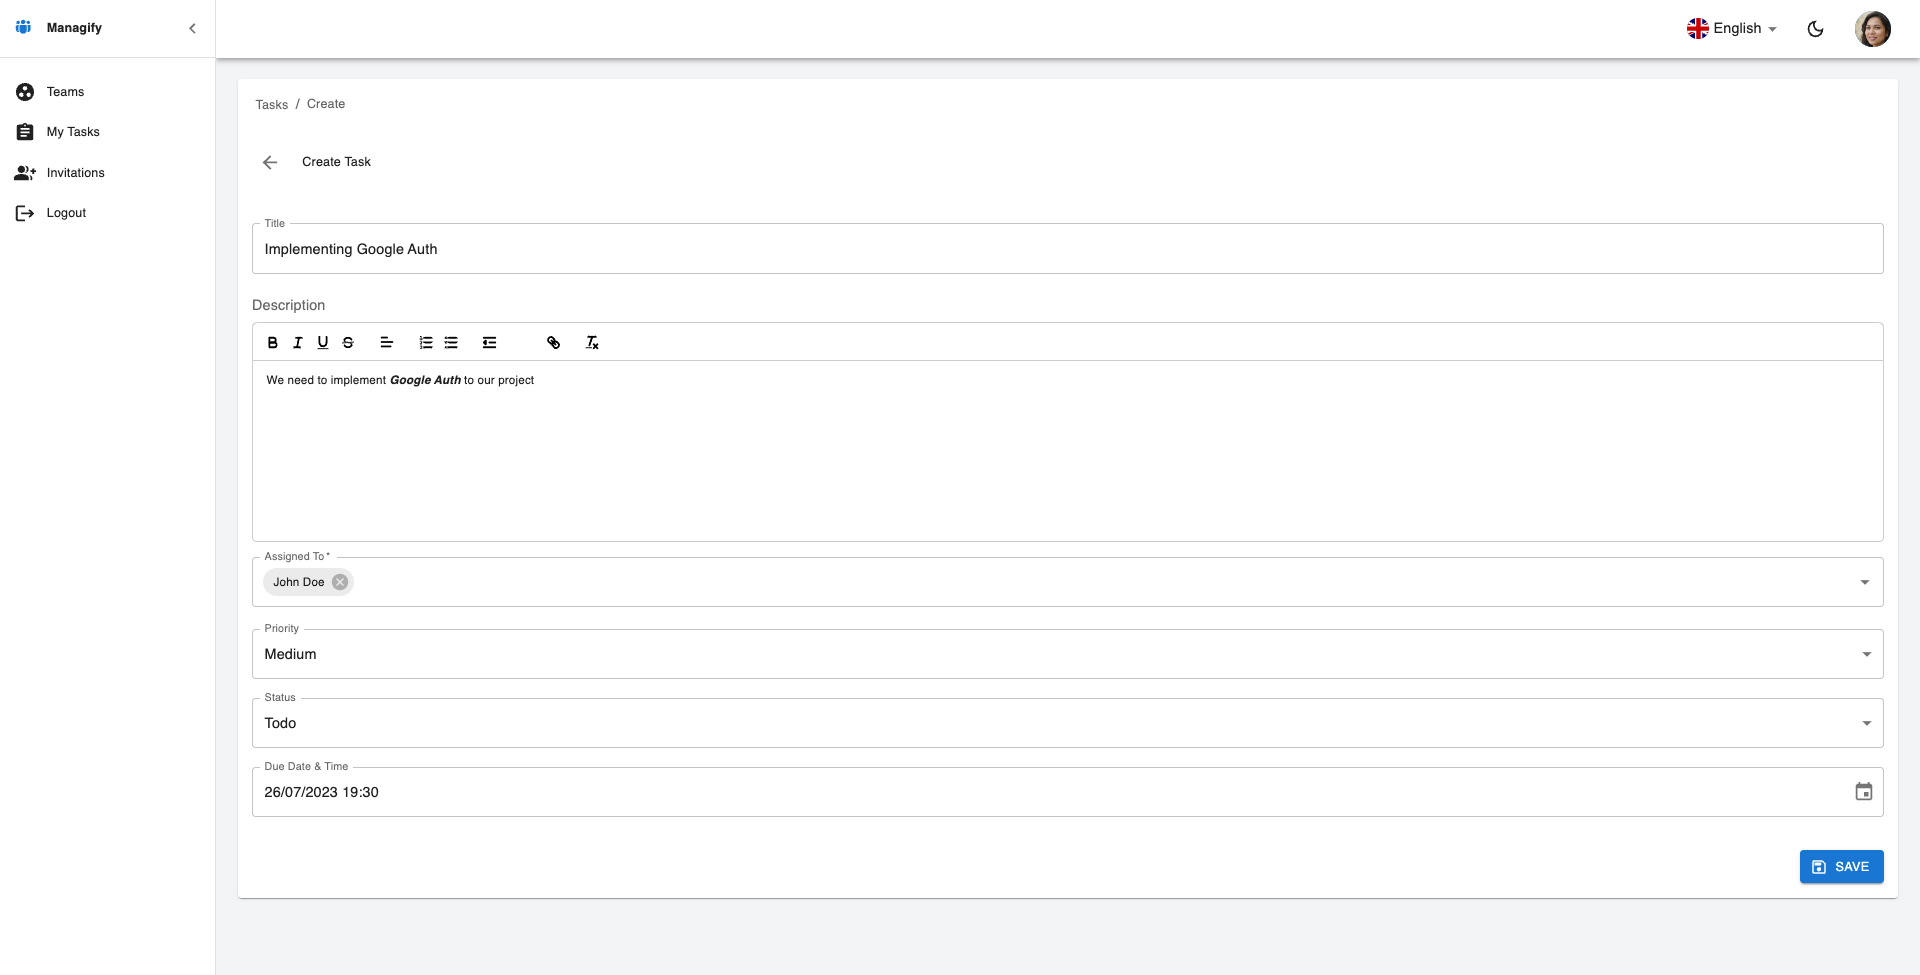 Managify
English
Teams
My Tasks
Invitations
Logout
Tasks / Create
Create Task
Title
Implementing Google Auth
Description
We need to implement Google Auth to our project
Assigned To *
John Doe
Priority
Medium
Status
Todo
Due Date & Time
26/07/2023 19:30
SAVE